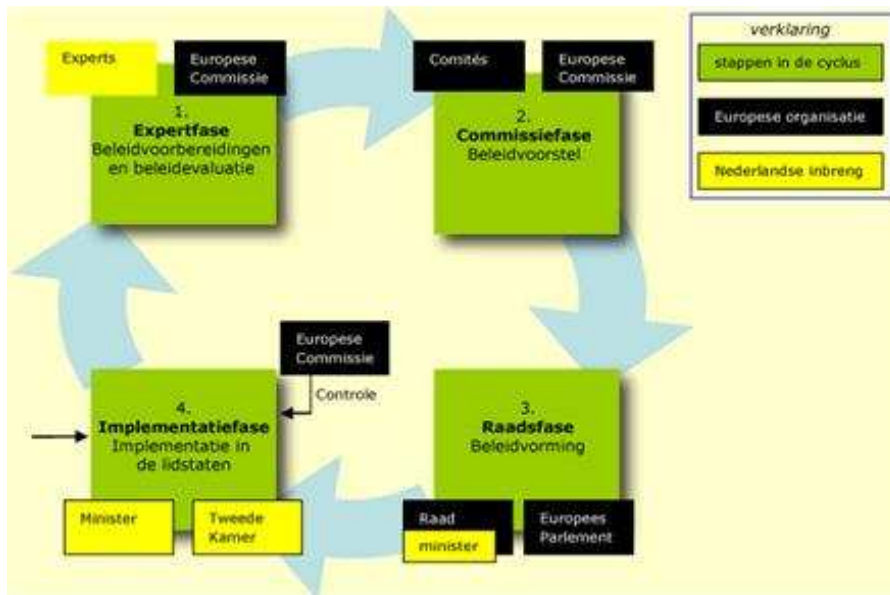 Experts
Europese
Commissie
1.
Expertfase
Beleidvoorbereidingen
en beleidevaluatie
Comités
Europese
Commissie
2.
Commissiefase
Beleidvoorstel
verklaring
stappen in de cyclus
Europese organisatie
Nederlandse inbreng
Europese
Commissie
Controle
4.
Implementatiefase
Implementatie in
de lidstaten
Minister
Tweede
Kamer
3.
Raadsfase
Beleidvorming
Raad
minister
Europees
Parlement